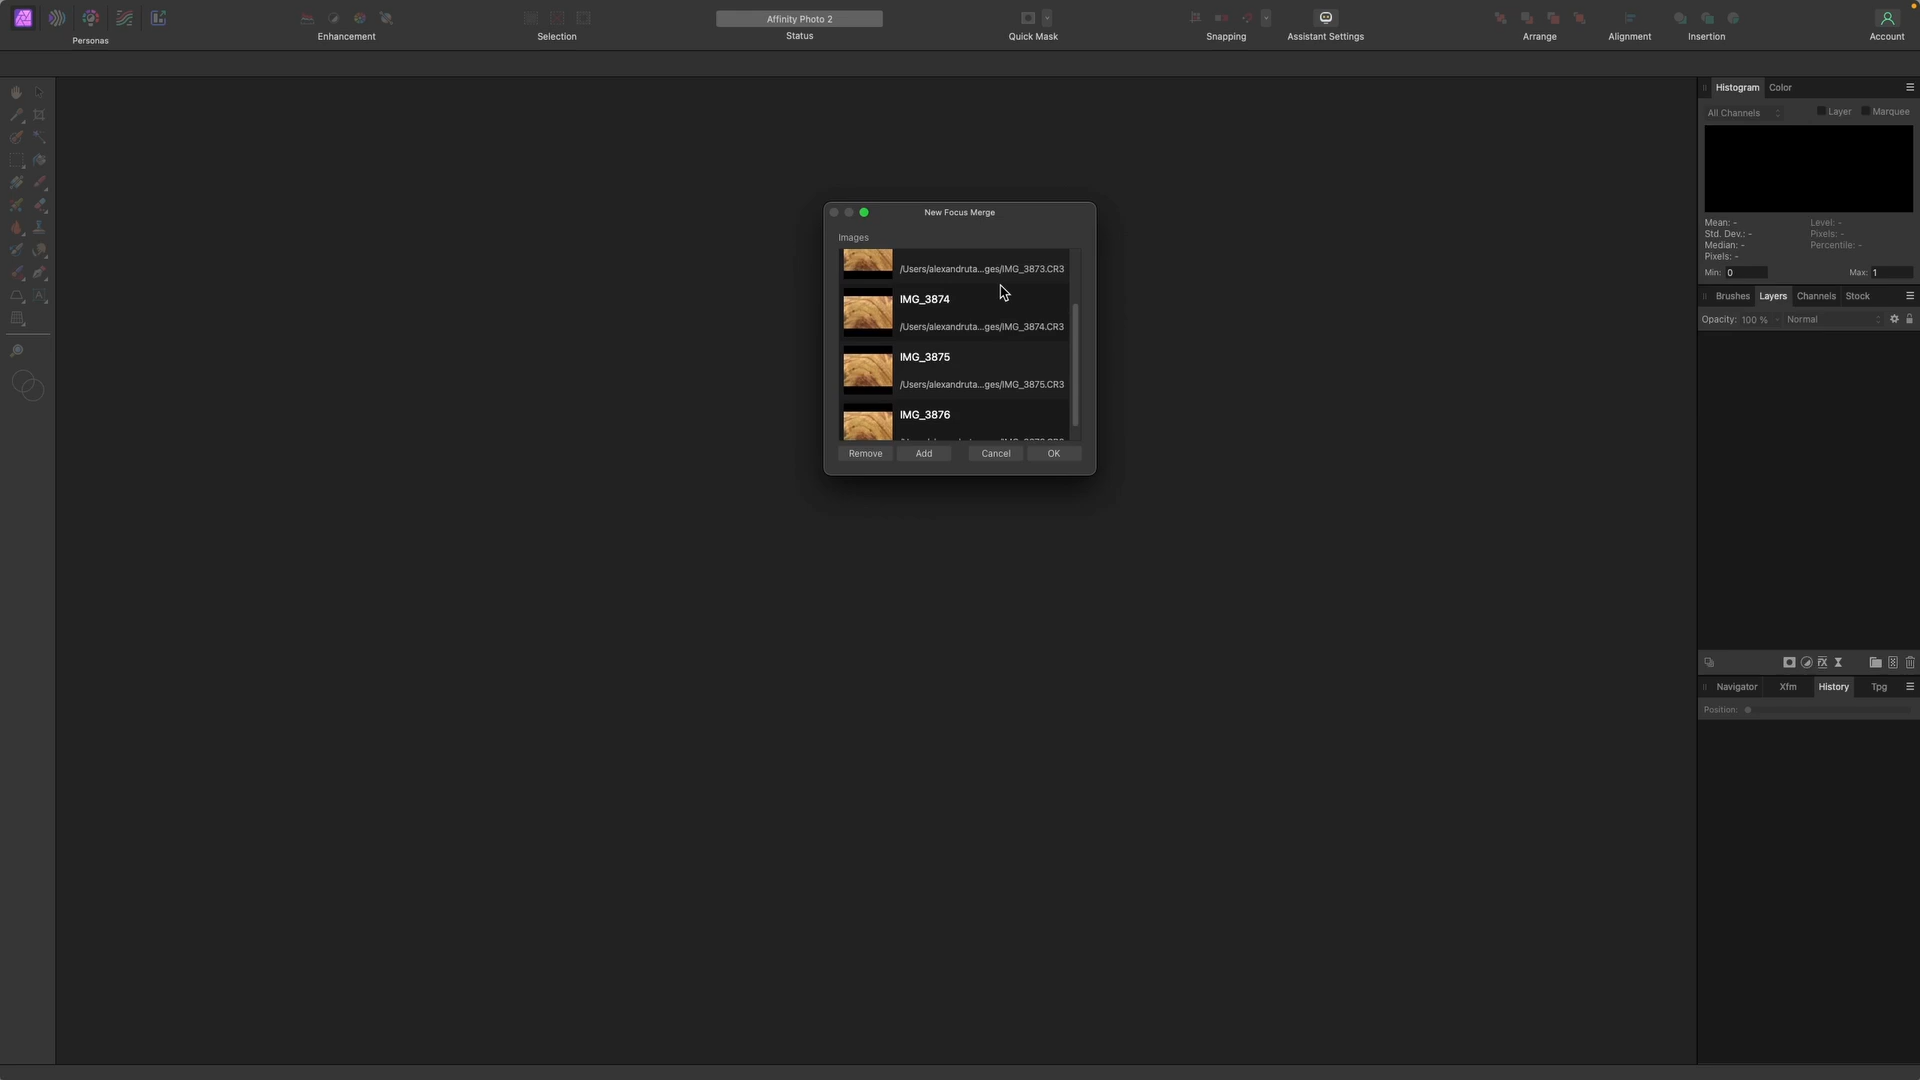 Affinity Photo 2
Personas
Enhancement
Selection
Status
Quick Mask
Snapping
Assistant Settings
Arrange
Alignment
Insertion
Account
Histogram
Color
All Channels
Layer
Marquee
Mean: -
Std. Dev.: -
Median: -
Pixels: -
Level: -
Pixels: -
Percentile: -
Min: 0
Max: 1
Brushes
Layers
Channels
Stock
Opacity: 100 %
Normal
Navigator
Xfm
History
Tpg
Position:
New Focus Merge
Images
/Users/alexandruta...ges/IMG_3873.CR3
IMG_3874
/Users/alexandruta...ges/IMG_3874.CR3
IMG_3875
/Users/alexandruta...ges/IMG_3875.CR3
IMG_3876
Remove
Add
Cancel
OK